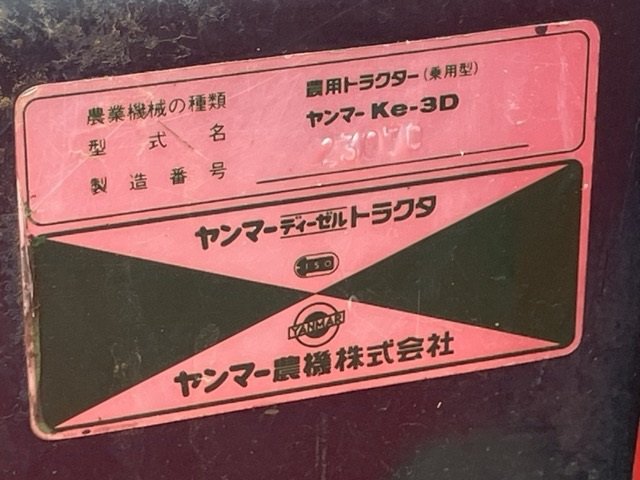 農業機械の種類 農用トラクター(乗用型)
型式名 ヤンマー Ke-3D
製造番号
ヤンマーディーゼルトラクタ
ISO
YANMAR
ヤンマー農機株式会社